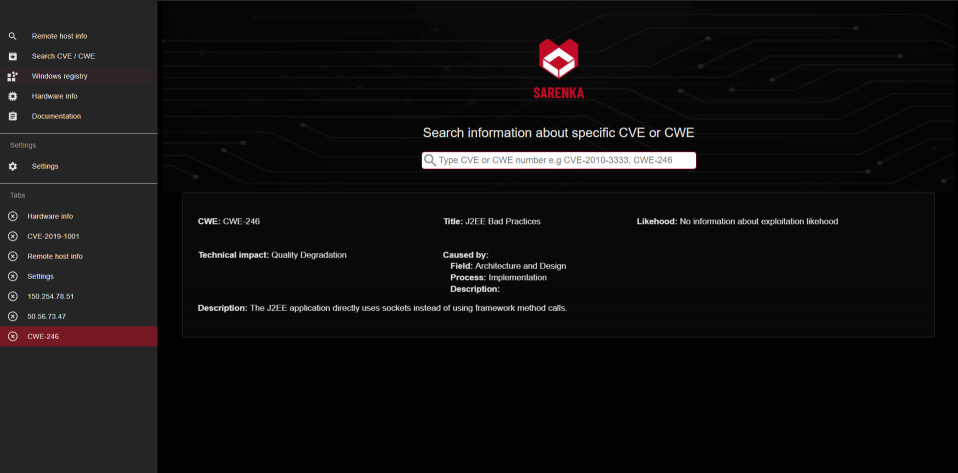 Remote host info
Search CVE / CWE
Windows registry
Hardware info
Documentation
Settings
Settings
Tabs
Hardware info
CVE-2019-1001
Remote host info
Settings
150.254.78.51
50.56.73.47
CWE-246
SARENKA
Search information about specific CVE or CWE
Type CVE or CWE number e.g CVE-2010-3333, CWE-246
CWE: CWE-246
Title: J2EE Bad Practices
Likehood: No information about exploitation likehood
Technical impact: Quality Degradation
Caused by:
Field: Architecture and Design
Process: Implementation
Description:
Description: The J2EE application directly uses sockets instead of using framework method calls.